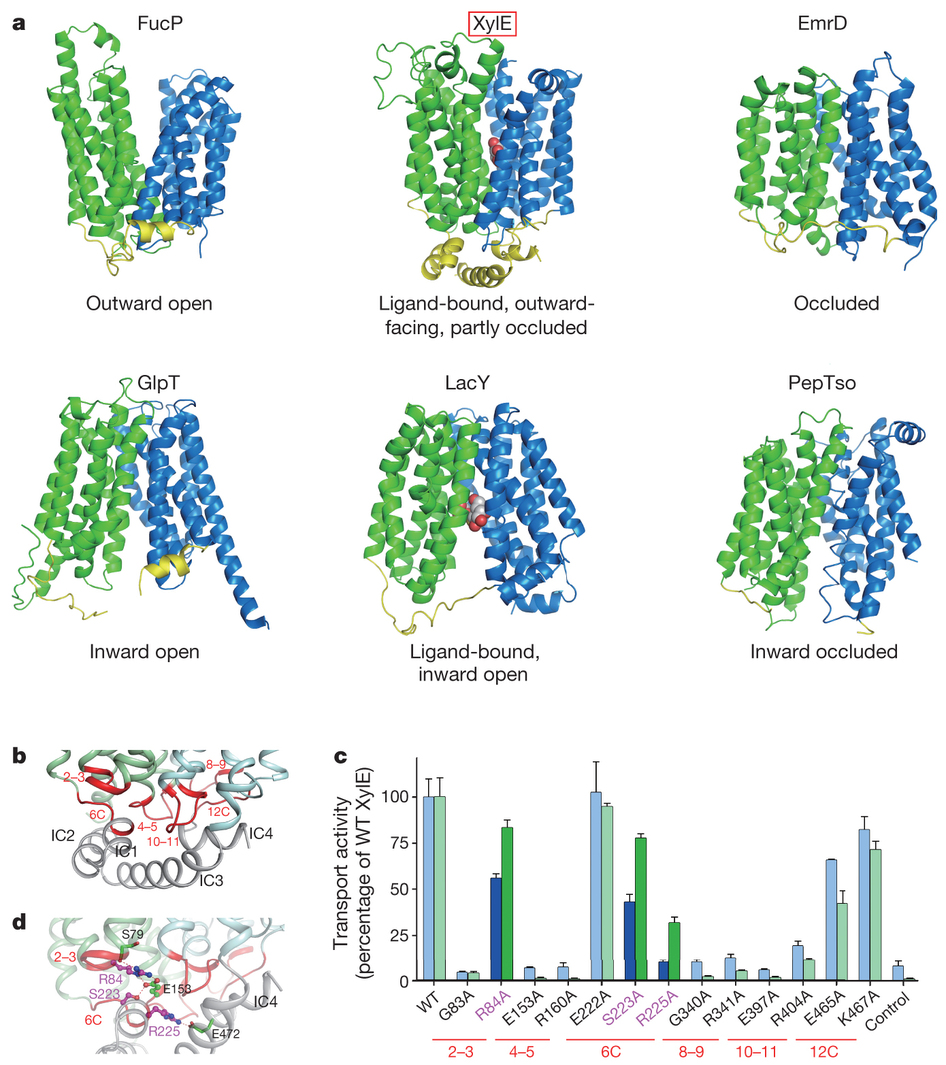 a
FucP
XylE
EmrD
Outward open
Ligand-bound, outward-
facing, partly occluded
Occluded
GlpT
LacY
PepTso
Inward open
Ligand-bound,
inward open
Inward occluded
b
2–3
8–9
6C
4–5
12C
10–11
IC2
IC1
IC3
IC4
c
Transport activity
(percentage of WT XylE)
100
75
50
25
0
WT
G83A
R84A
E153A
R160A
E222A
S223A
R225A
G340A
R341A
E397A
R404A
E465A
K467A
Control
2–3
4–5
6C
8–9
10–11
12C
d
S79
2–3
R84
S223
E153
6C
R225
IC4
E472